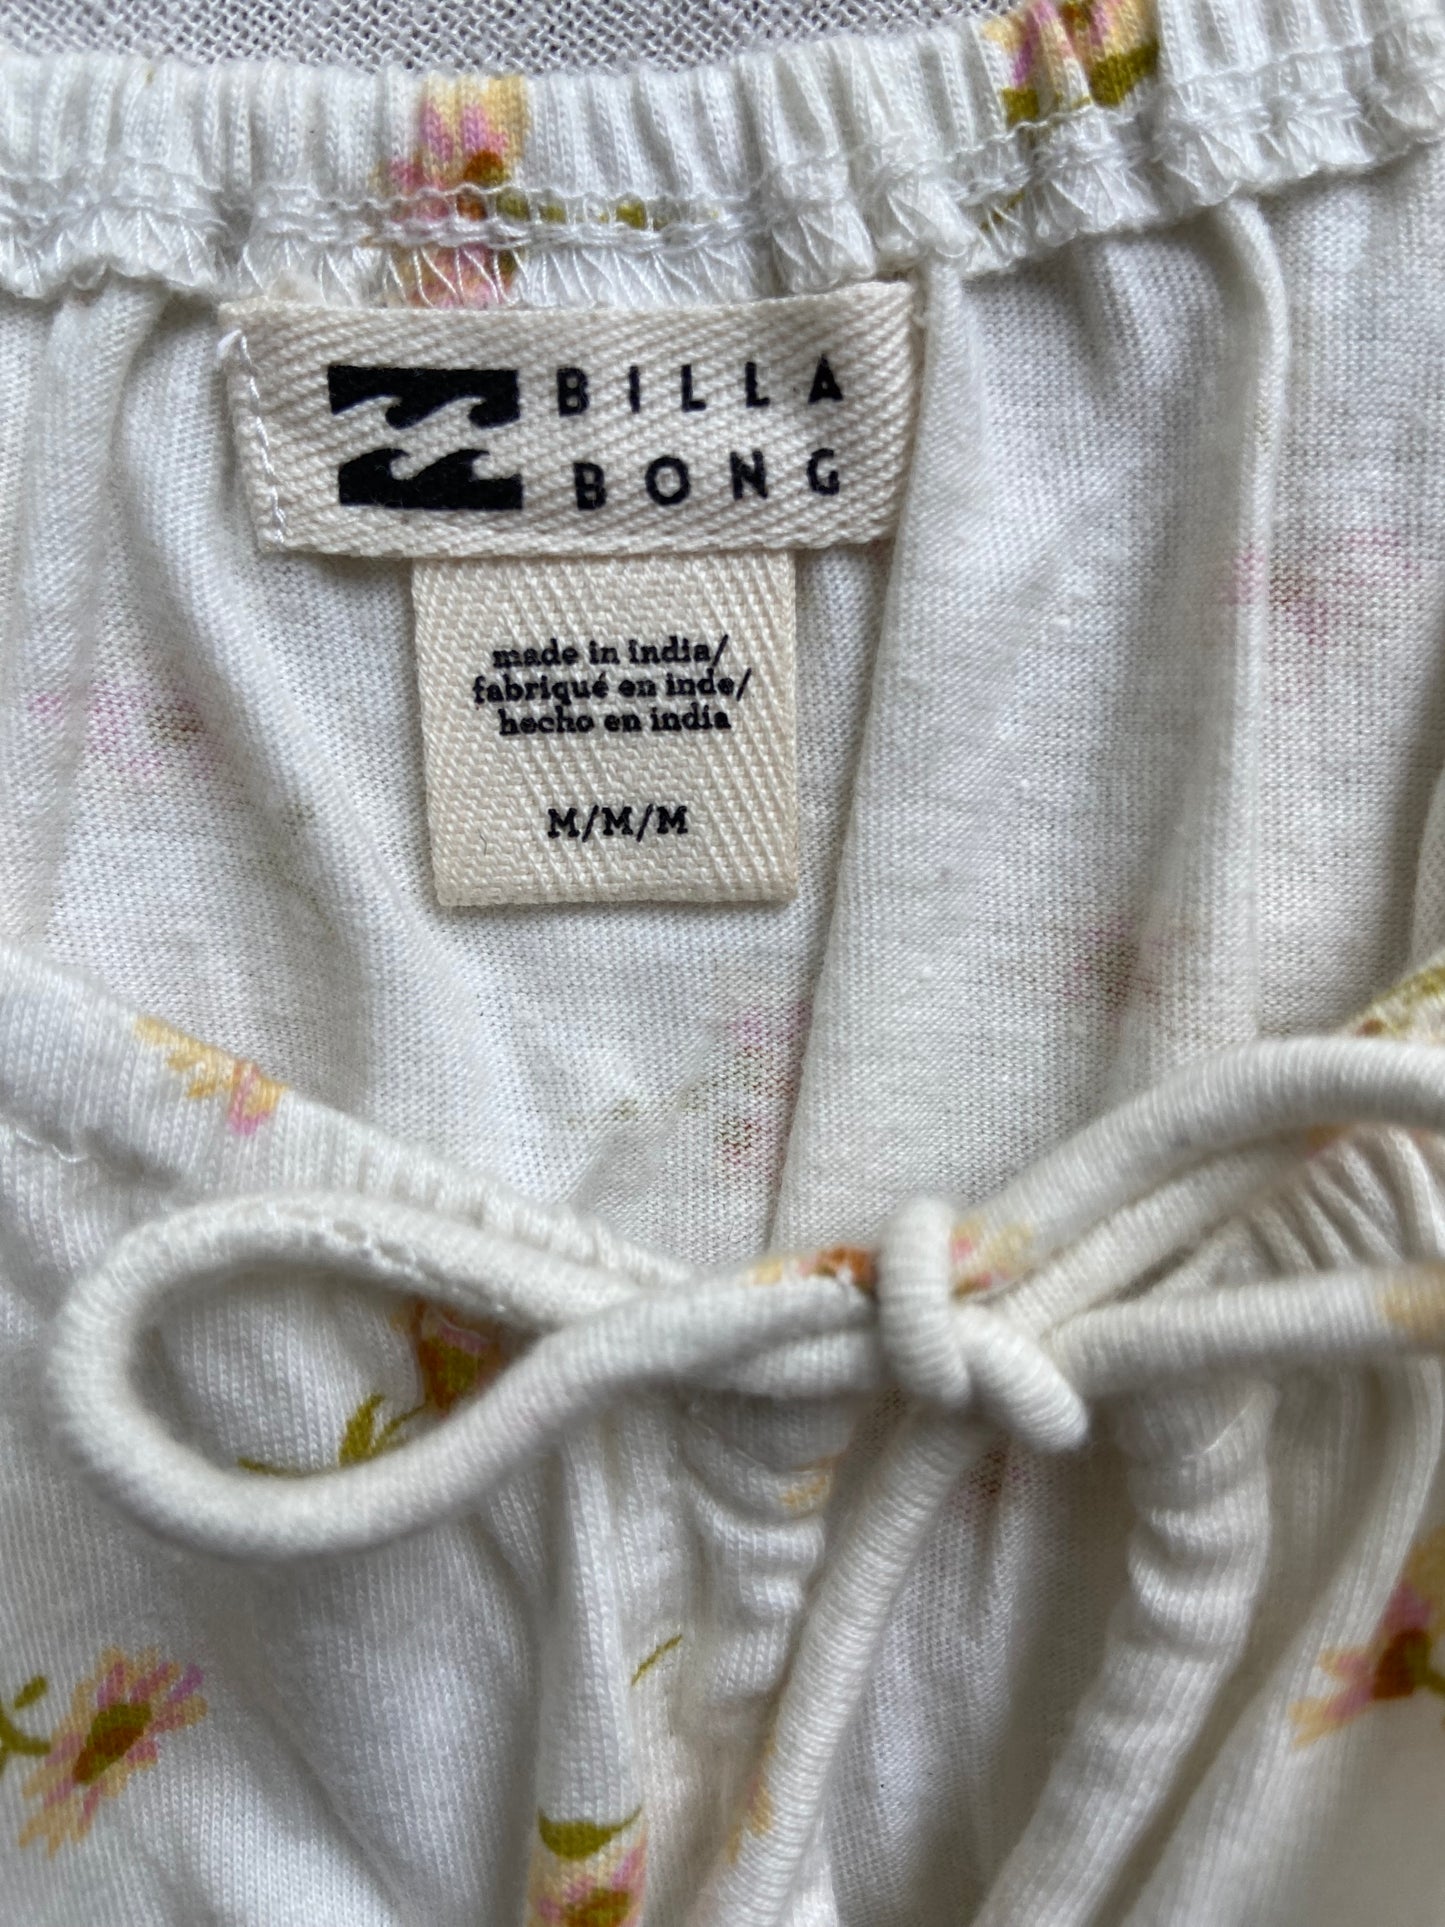 BILLA
BONG
made in india/
fabriqué en inde/
hecho en india
M/M/M